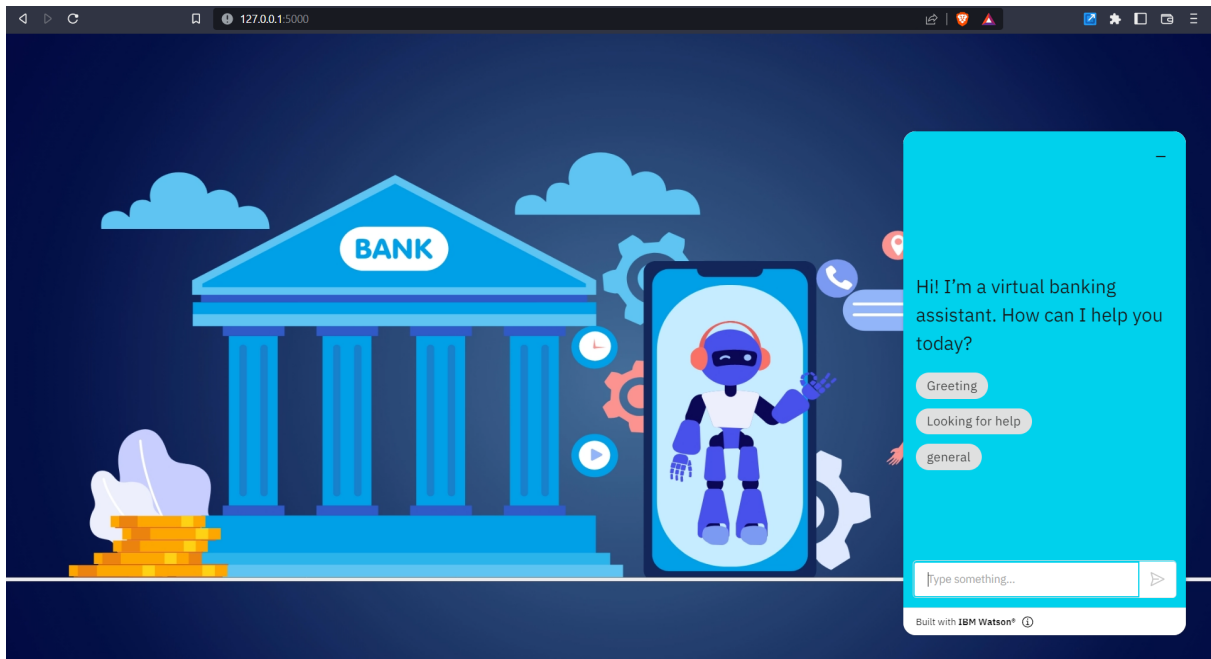 127.0.0.1:5000
BANK
Hi! I’m a virtual banking
assistant. How can I help you
today?
Greeting
Looking for help
general
Type something...
Built with IBM Watson®